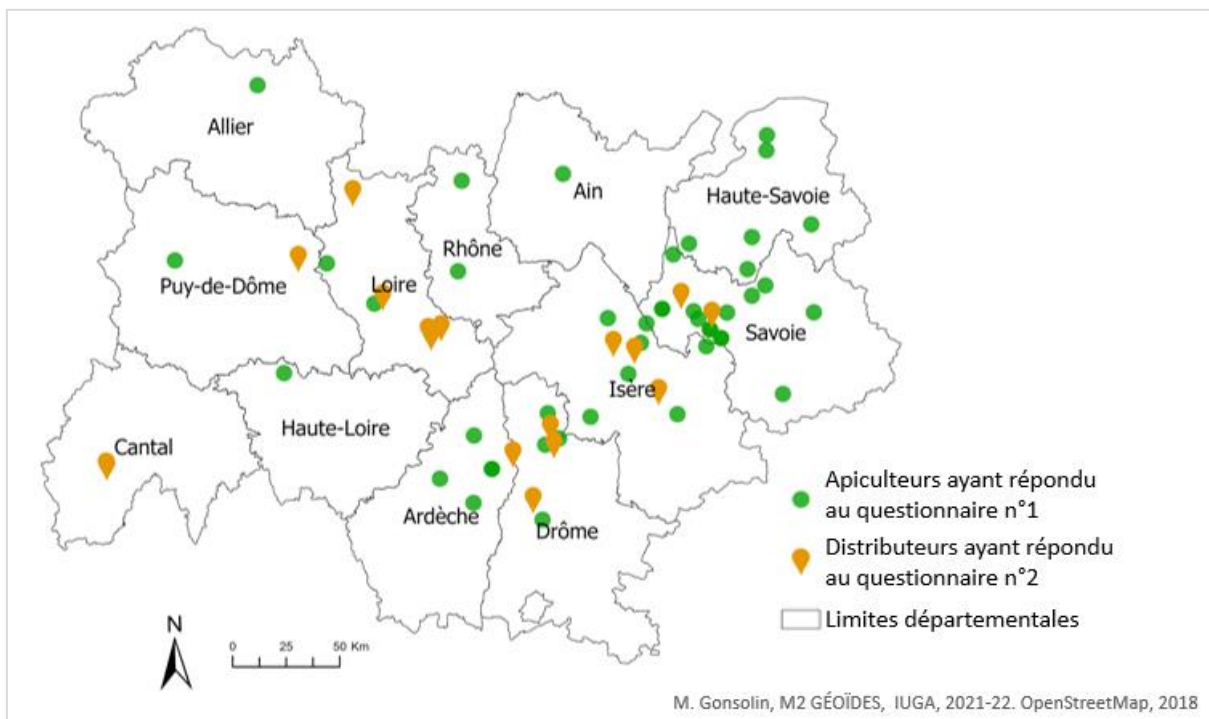 Allier
Ain
Haute-Savoie
Rhône
Puy-de-Dôme
Loire
Savoie
Isère
Haute-Loire
Cantal
Ardèche
Drôme
Apiculteurs ayant répondu
au questionnaire n°1
Distributeurs ayant répondu
au questionnaire n°2
Limites départementales
N
0 25 50 Km
M. Gonsolin, M2 GÉOÏDES, IUGA, 2021-22. OpenStreetMap, 2018